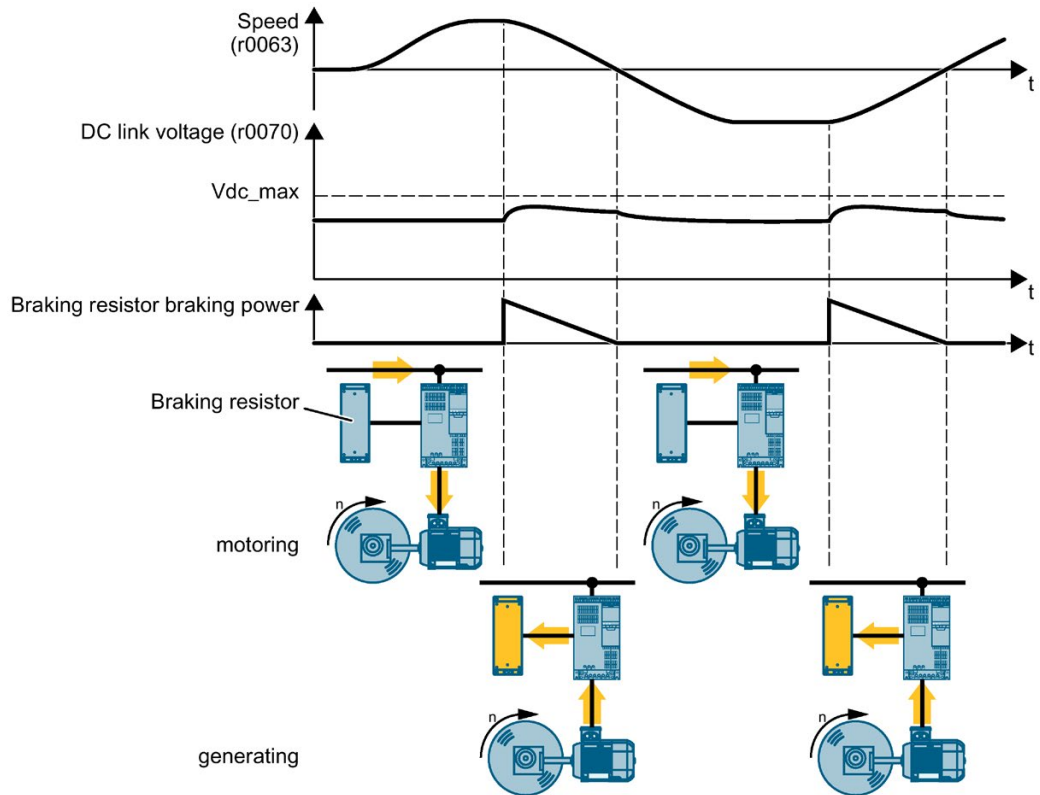 Speed
(r0063)
t
DC link voltage (r0070)
Vdc_max
t
Braking resistor braking power
t
Braking resistor
n
n
motoring
n
n
generating